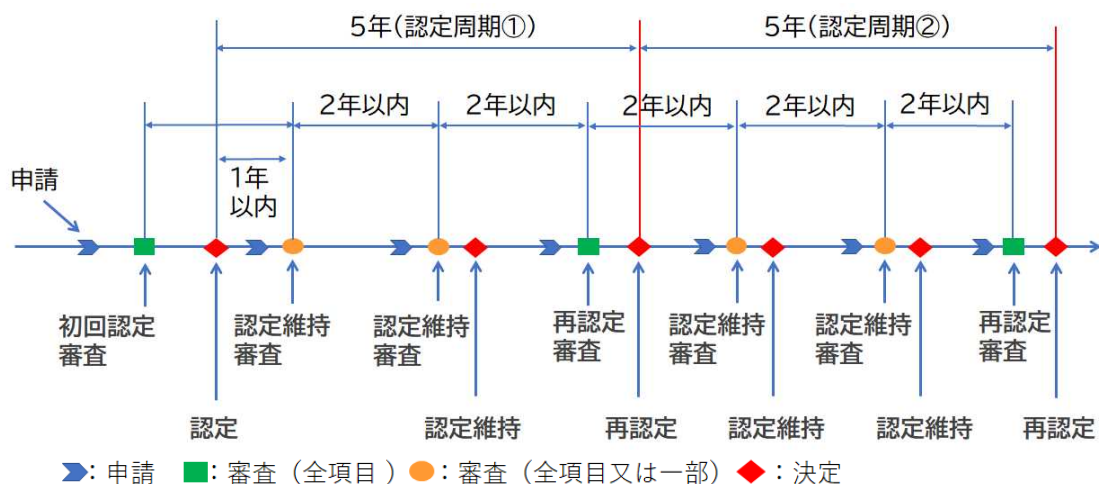 5年(認定周期①)
5年(認定周期②)
2年以内
2年以内
2年以内
2年以内
2年以内
1年
以内
申請
初回認定
審査
認定維持
審査
認定維持
審査
再認定
審査
認定維持
審査
認定維持
審査
再認定
審査
認定
認定維持
再認定
認定維持
認定維持
再認定
：申請
：審査（全項目 ）
：審査（全項目又は一部）
：決定